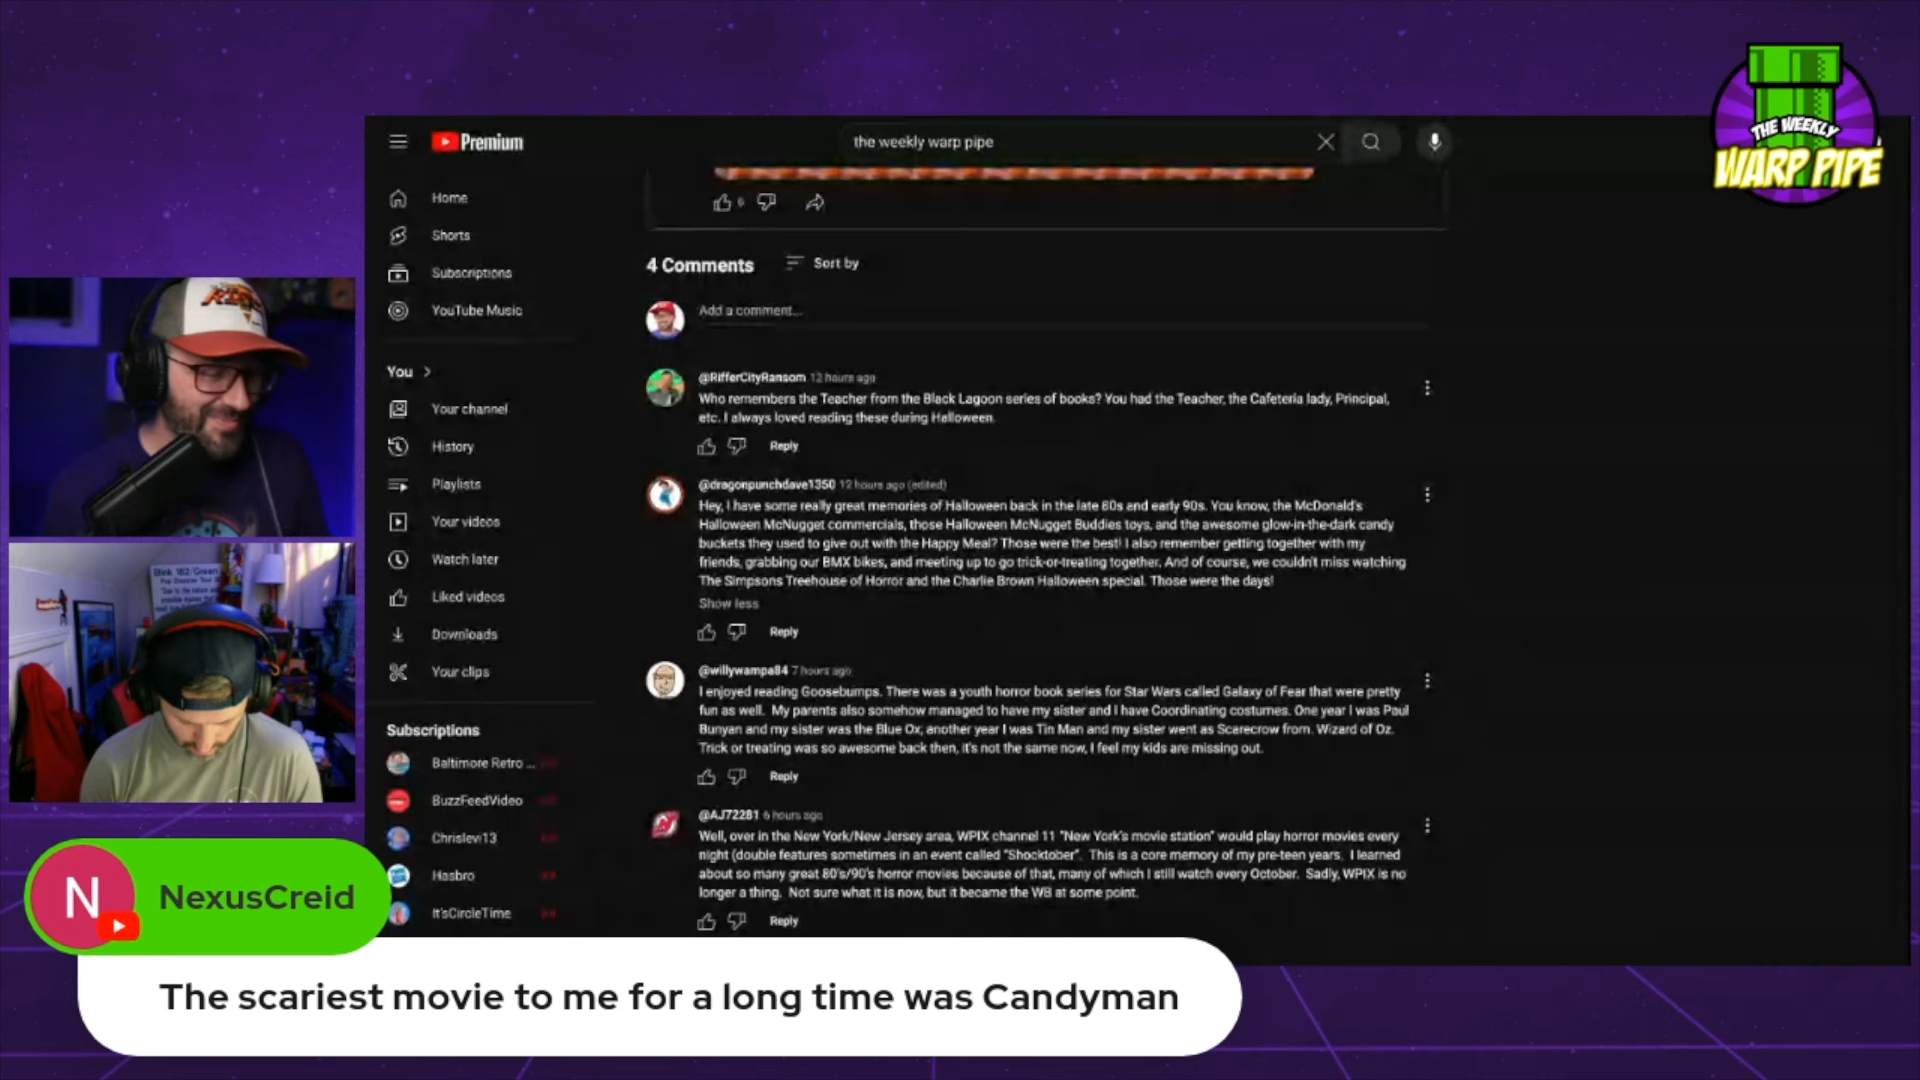 THE WEEKLY
WARP PIPE
Premium
the weekly warp pipe
Home
Shorts
Subscriptions
YouTube Music
You
Your channel
History
Playlists
Your videos
Watch later
Liked videos
Downloads
Your clips
Subscriptions
Baltimore Retro ...
BuzzFeedVideo
Chrislevi13
Hasbro
It'sCircleTime
6
4 Comments
Sort by
Add a comment...
@RifferCityRansom 12 hours ago
Who remembers the Teacher from the Black Lagoon series of books? You had the Teacher, the Cafeteria lady, Principal,
etc. I always loved reading these during Halloween.
Reply
@dragonpunchdave1350 12 hours ago (edited)
Hey, I have some really great memories of Halloween back in the late 80s and early 90s. You know, the McDonald's
Halloween McNugget commercials, those Halloween McNugget Buddies toys, and the awesome glow-in-the-dark candy
buckets they used to give out with the Happy Meal? Those were the best! I also remember getting together with my
friends, grabbing our BMX bikes, and meeting up to go trick-or-treating together. And of course, we couldn't miss watching
The Simpsons Treehouse of Horror and the Charlie Brown Halloween special. Those were the days!
Show less
Reply
@willywampa84 7 hours ago
I enjoyed reading Goosebumps. There was a youth horror book series for Star Wars called Galaxy of Fear that were pretty
fun as well. My parents also somehow managed to have my sister and I have Coordinating costumes. One year I was Paul
Bunyan and my sister was the Blue Ox, another year I was Tin Man and my sister went as Scarecrow from. Wizard of Oz.
Trick or treating was so awesome back then, it's not the same now, I feel my kids are missing out.
Reply
@AJ72281 6 hours ago
Well, over in the New York/New Jersey area, WPIX channel 11 "New York's movie station" would play horror movies every
night (double features sometimes in an event called "Shocktober". This is a core memory of my pre-teen years. I learned
about so many great 80's/90's horror movies because of that, many of which I still watch every October. Sadly, WPIX is no
longer a thing. Not sure what it is now, but it became the WB at some point.
Reply
Blink 182/Green
N
NexusCreid
The scariest movie to me for a long time was Candyman